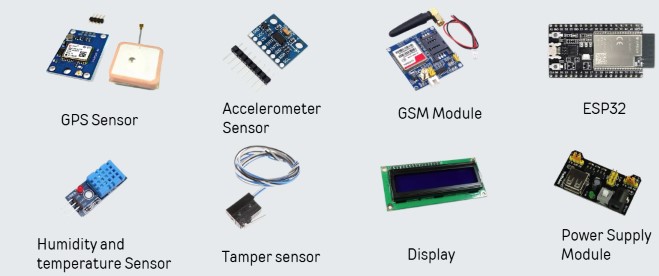 GPS Sensor
Accelerometer
Sensor
GSM Module
ESP32
Humidity and
temperature Sensor
Tamper sensor
Display
Power Supply
Module